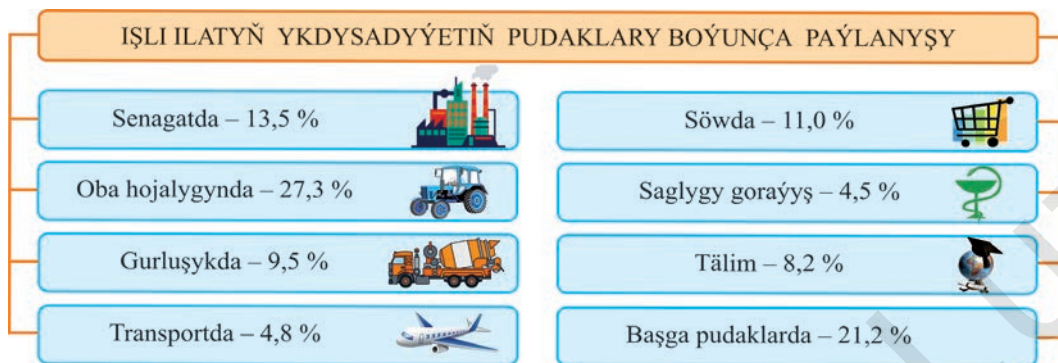 IŞLI ILATYŇ YKDYSADYÝETIŇ PUDAKLARY BOÝUNÇA PAÝLANYŞY
Senagatda – 13,5 %
Oba hojalygynda – 27,3 %
Gurluşykda – 9,5 %
Transportda – 4,8 %
Söwda – 11,0 %
Saglygy goraýyş – 4,5 %
Tälim – 8,2 %
Başga pudaklarda – 21,2 %